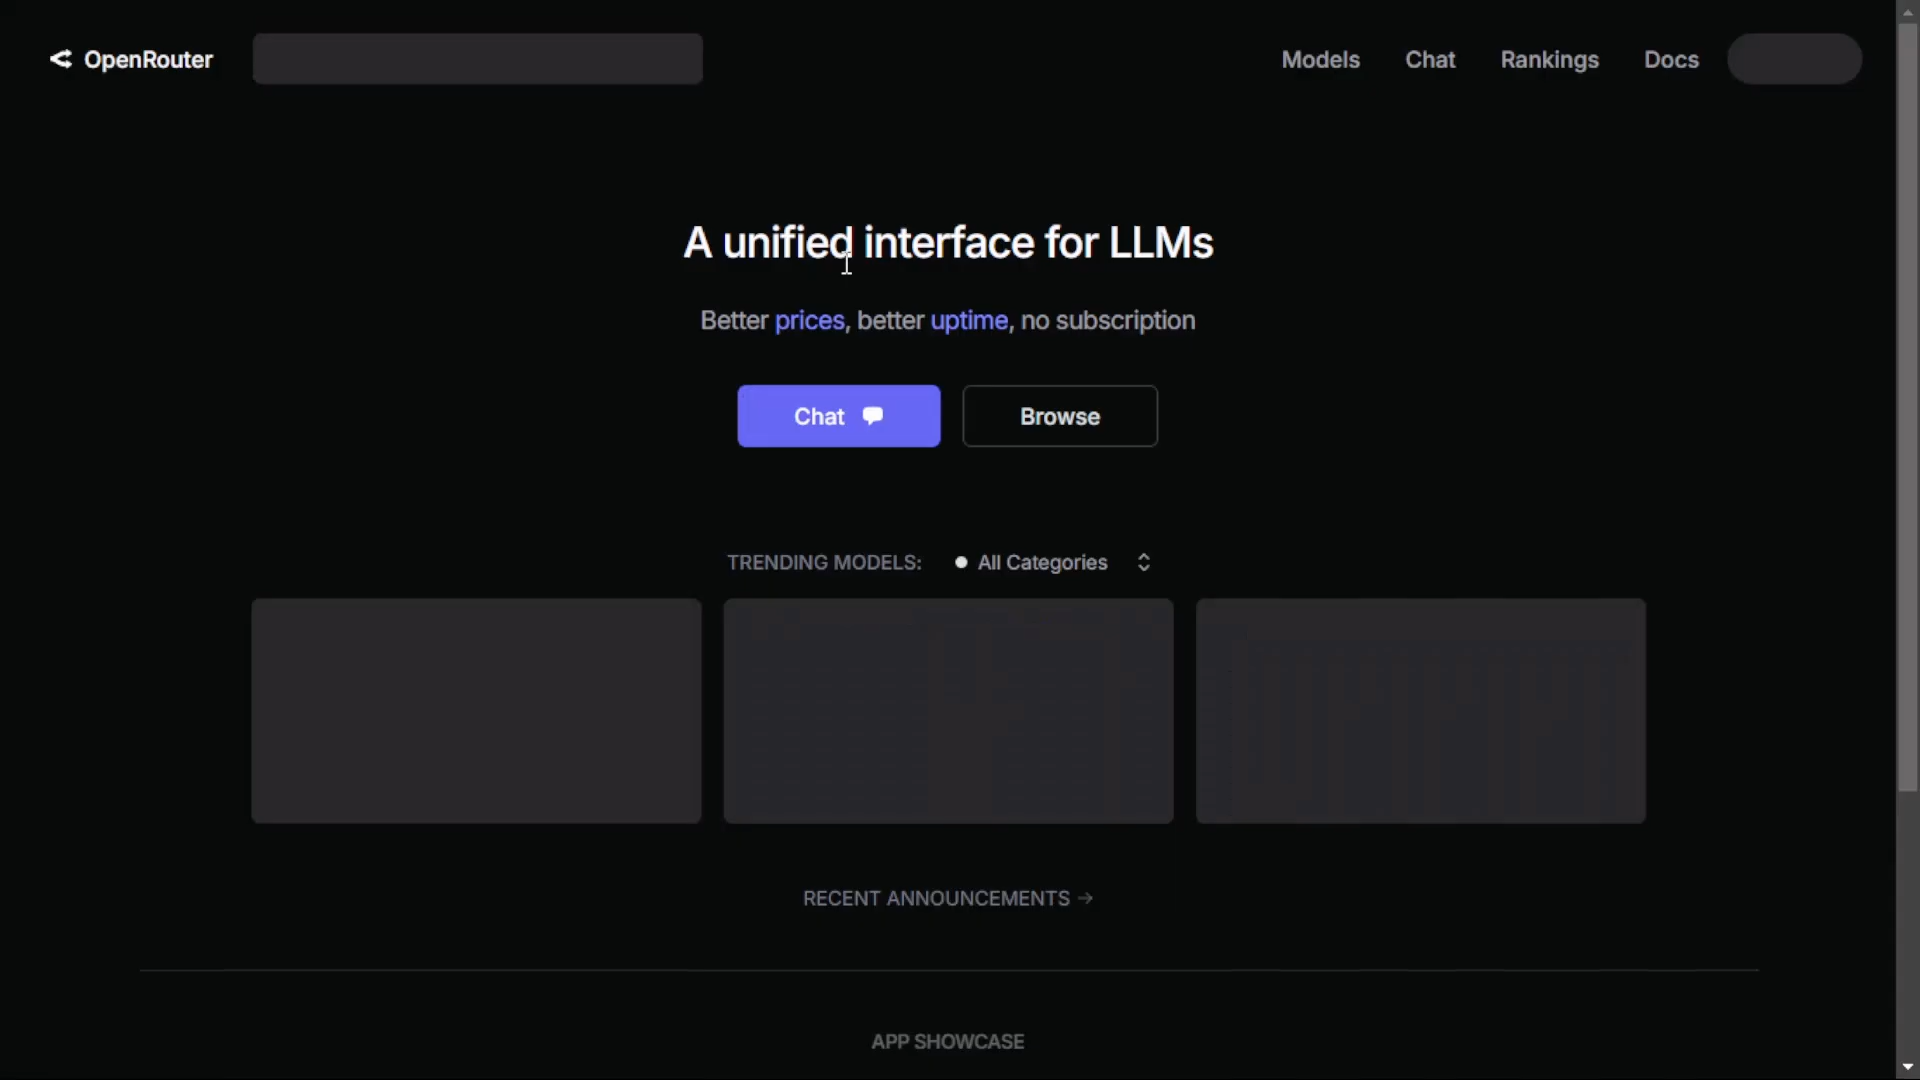 OpenRouter
Models
Chat
Rankings
Docs
A unified interface for LLMs
Better prices, better uptime, no subscription
Chat
Browse
TRENDING MODELS:
All Categories
RECENT ANNOUNCEMENTS →
APP SHOWCASE